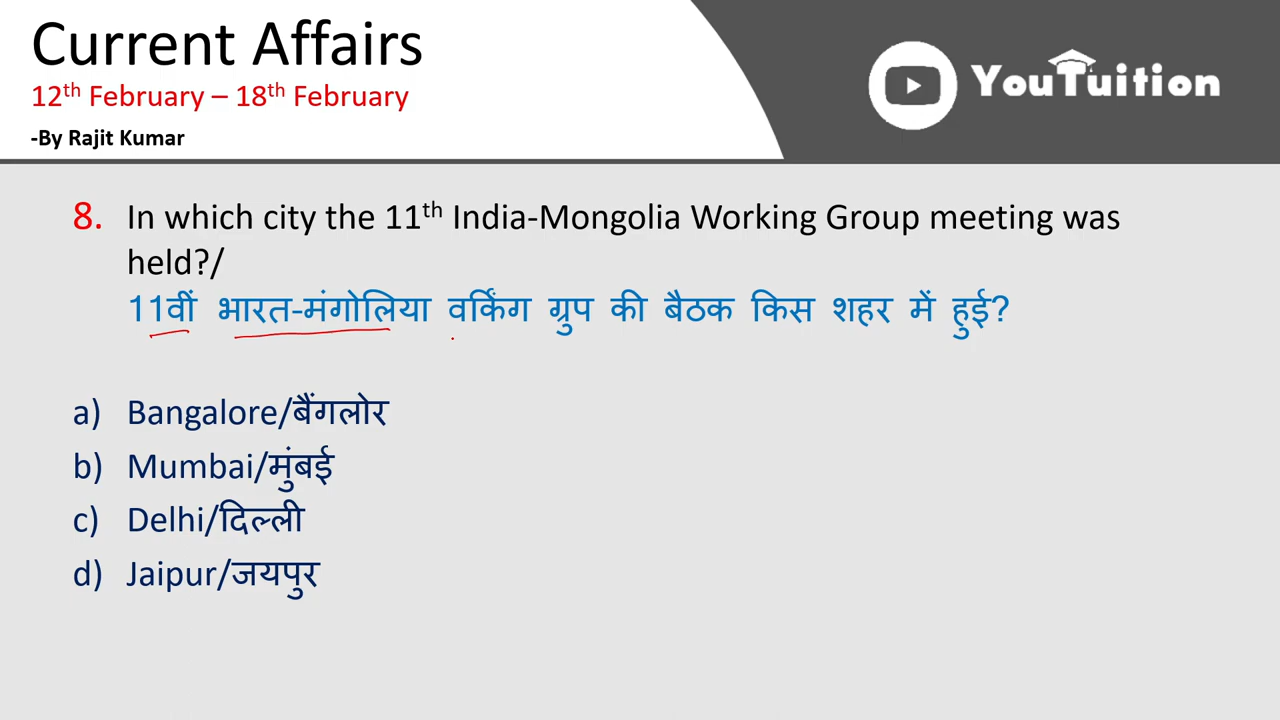 Current Affairs
12th February – 18th February
-By Rajit Kumar
YouTuition
8. In which city the 11th India-Mongolia Working Group meeting was
held?/
11वीं भारत-मंगोलिया वर्किंग ग्रुप की बैठक किस शहर में हुई?
a) Bangalore/बैंगलोर
b) Mumbai/मुंबई
c) Delhi/दिल्ली
d) Jaipur/जयपुर